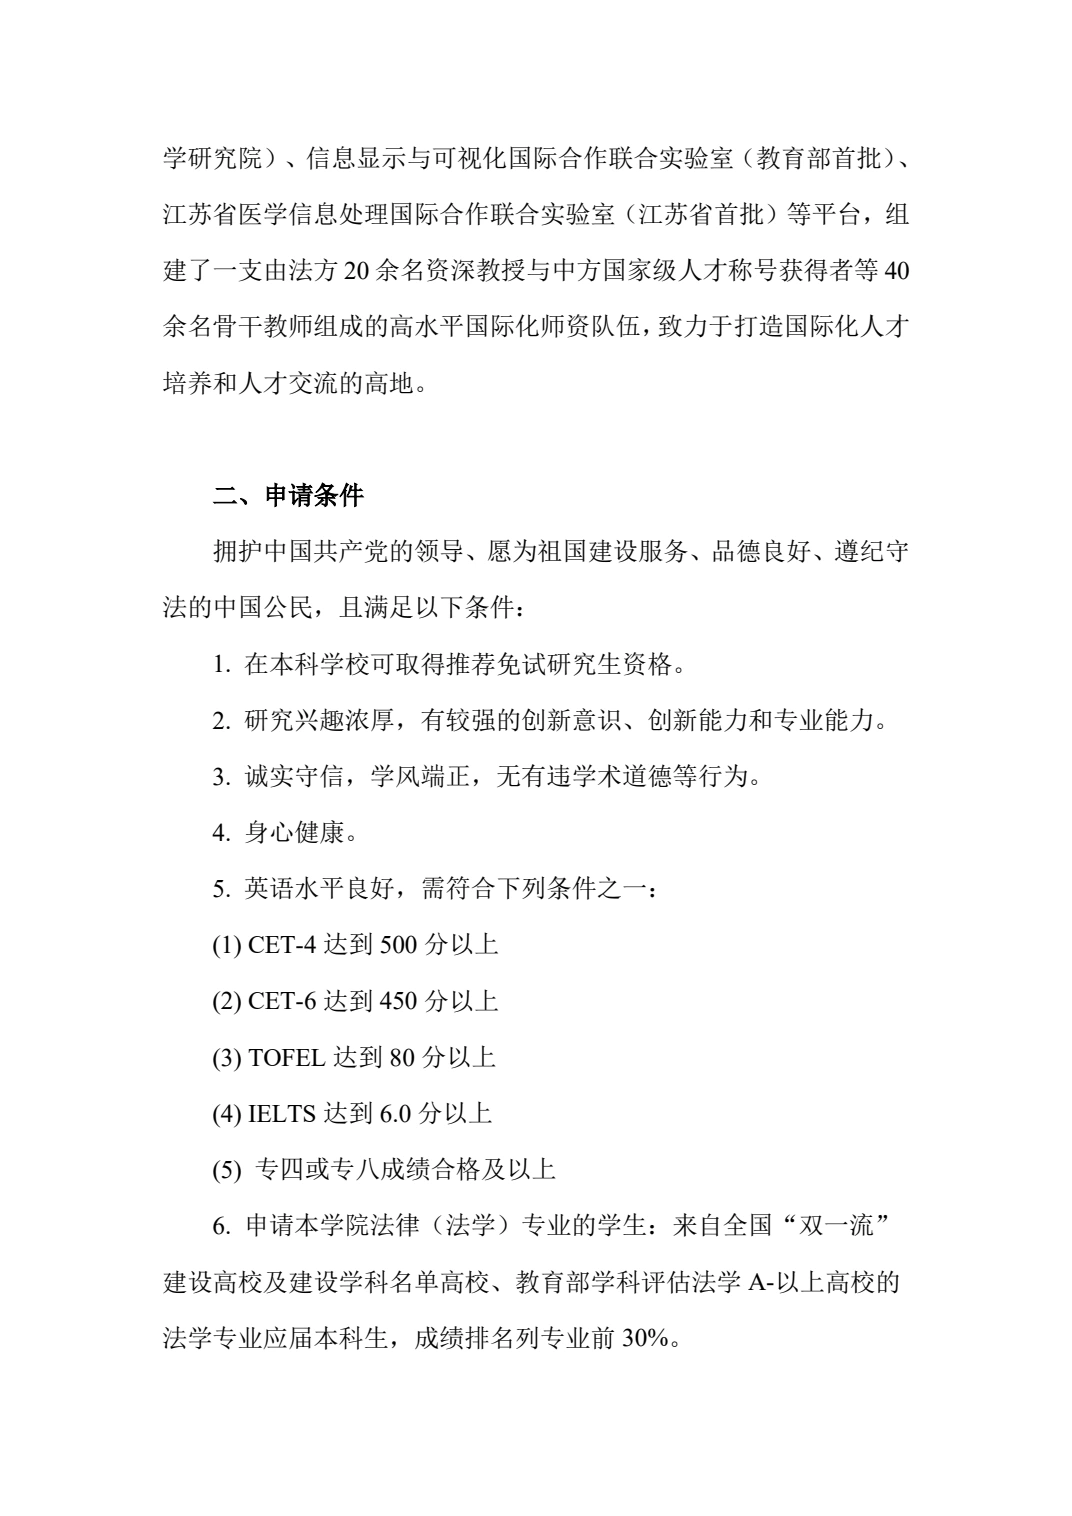 学研究院）、信息显示与可视化国际合作联合实验室（教育部首批）、
江苏省医学信息处理国际合作联合实验室（江苏省首批）等平台，组
建了一支由法方 20 余名资深教授与中方国家级人才称号获得者等 40
余名骨干教师组成的高水平国际化师资队伍，致力于打造国际化人才
培养和人才交流的高地。
二、申请条件
拥护中国共产党的领导、愿为祖国建设服务、品德良好、遵纪守
法的中国公民，且满足以下条件：
1. 在本科学校可取得推荐免试研究生资格。
2. 研究兴趣浓厚，有较强的创新意识、创新能力和专业能力。
3. 诚实守信，学风端正，无有违学术道德等行为。
4. 身心健康。
5. 英语水平良好，需符合下列条件之一：
(1) CET-4 达到 500 分以上
(2) CET-6 达到 450 分以上
(3) TOFEL 达到 80 分以上
(4) IELTS 达到 6.0 分以上
(5) 专四或专八成绩合格及以上
6. 申请本学院法律（法学）专业的学生：来自全国“双一流”
建设高校及建设学科名单高校、教育部学科评估法学 A-以上高校的
法学专业应届本科生，成绩排名列专业前 30%。